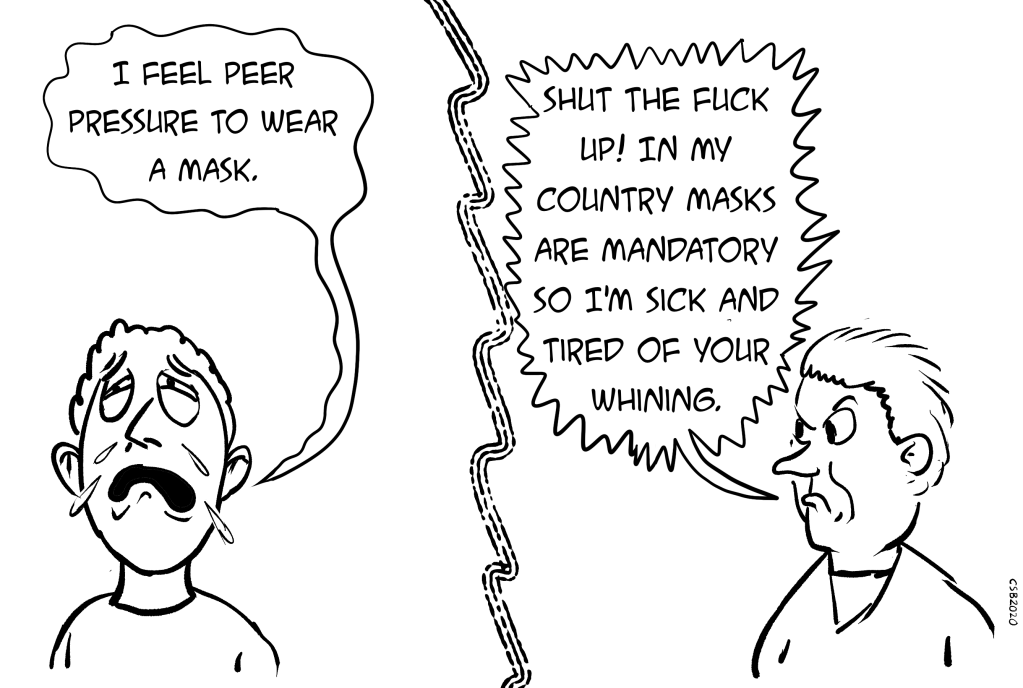 I FEEL PEER
PRESSURE TO WEAR
A MASK.
SHUT THE FUCK
UP! IN MY
COUNTRY MASKS
ARE MANDATORY
SO I'M SICK AND
TIRED OF YOUR
WHINING.
CSB2020